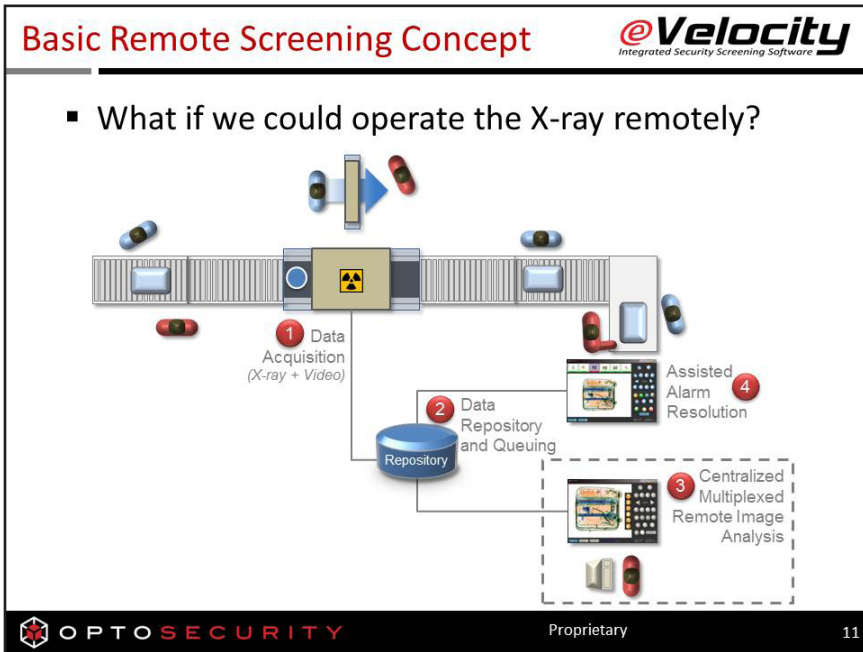 Basic Remote Screening Concept
eVelocity
Integrated Security Screening Software
▪ What if we could operate the X-ray remotely?
1 Data
Acquisition
(X-ray + Video)
2 Data
Repository
and Queuing
Repository
Assisted
Alarm
Resolution
4
3 Centralized
Multiplexed
Remote Image
Analysis
OPTOSECURITY
Proprietary
11